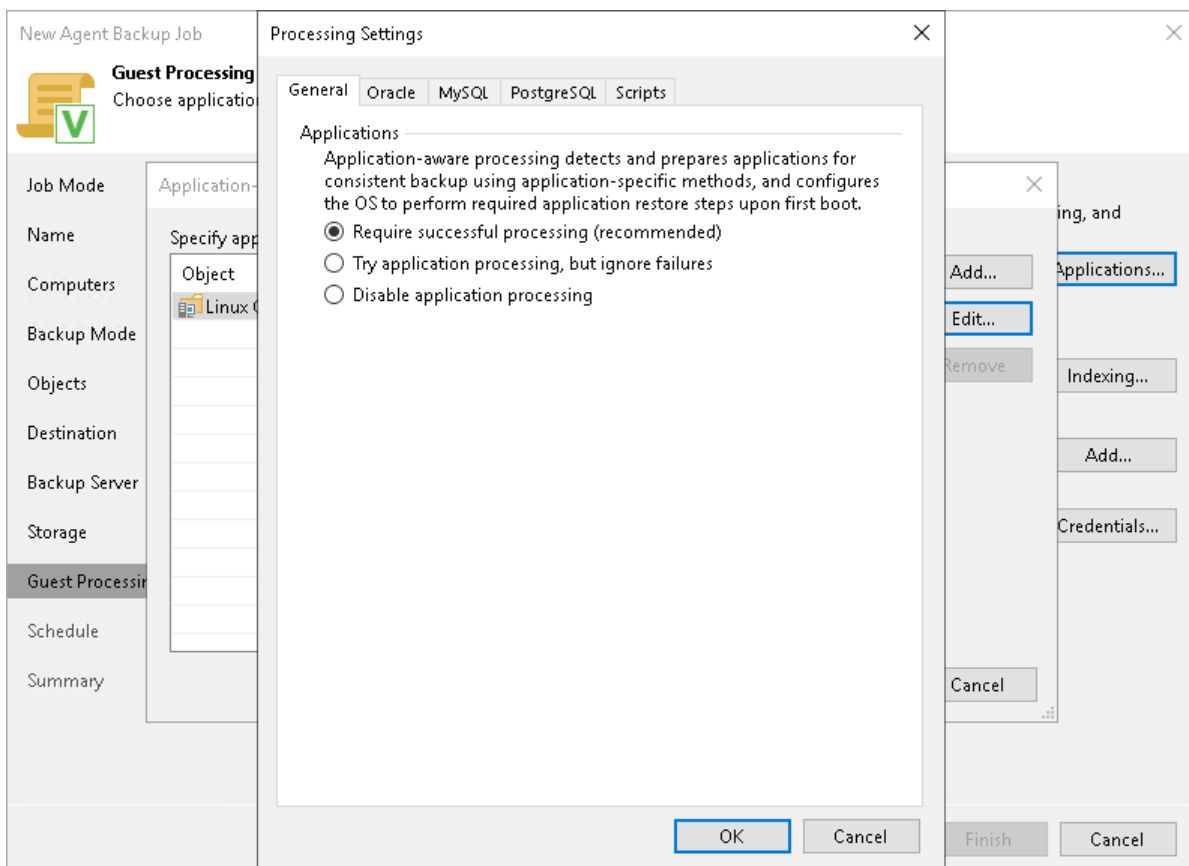 New Agent Backup Job
Guest Processing
Choose applicatio
Job Mode
Name
Computers
Backup Mode
Objects
Destination
Backup Server
Storage
Guest Processin
Schedule
Summary
Application-
Specify app
Object
Linux
Processing Settings
General Oracle MySQL PostgreSQL Scripts
Applications
Application-aware processing detects and prepares applications for
consistent backup using application-specific methods, and configures
the OS to perform required application restore steps upon first boot.
Require successful processing (recommended)
Try application processing, but ignore failures
Disable application processing
OK Cancel
Add...
Edit...
Remove
Cancel
ing, and
Applications...
Indexing...
Add...
Credentials...
Finish Cancel